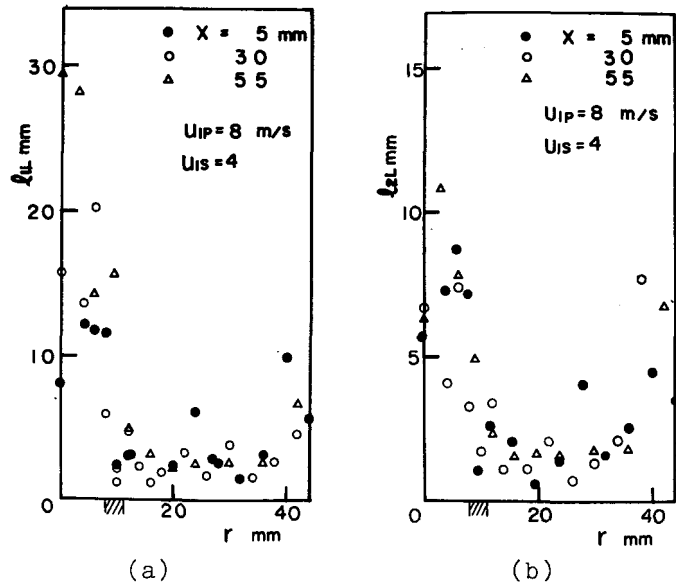 30
20
10
0
ℓ1L mm
● X = 5 mm
○ 30
△ 55
U1P=8 m/s
U1S=4
0 20 40
r mm
(a)
15
10
5
ℓ2L mm
● X = 5 mm
○ 30
△ 55
U1P=8 m/s
U1S=4
0 20 40
r mm
(b)